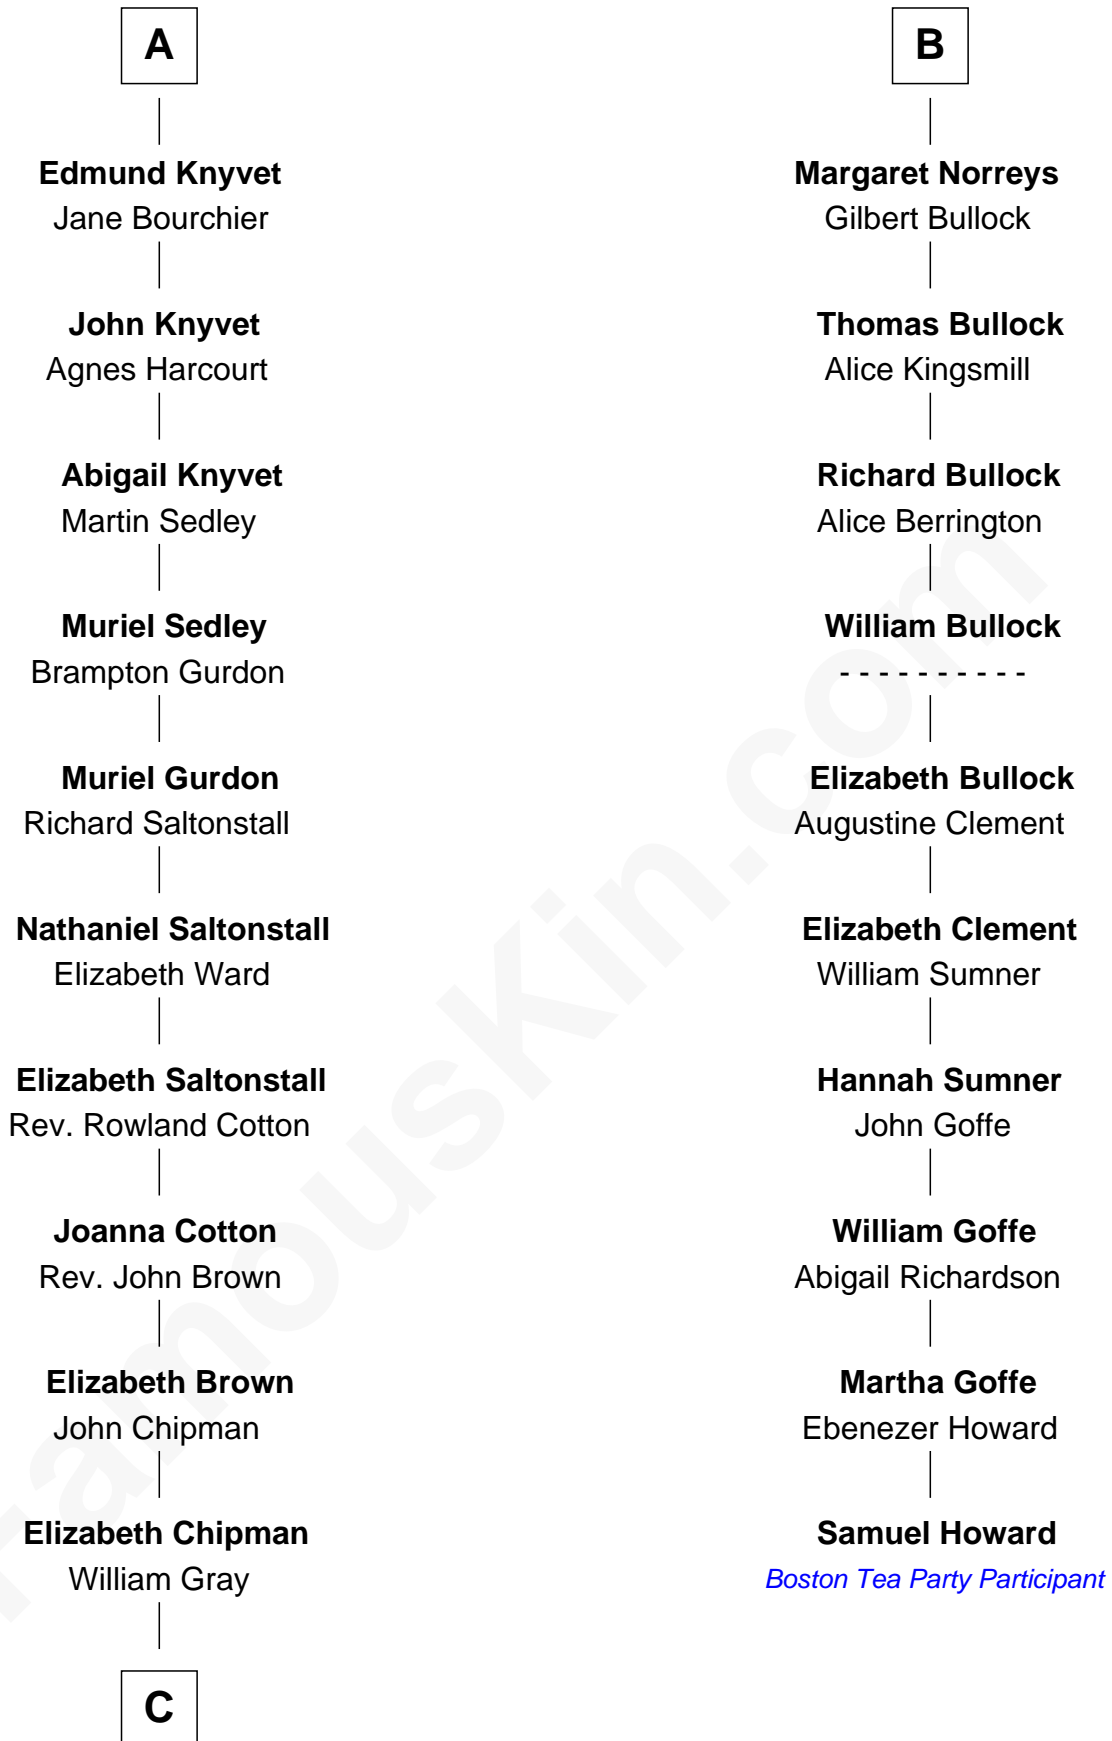 A
Edmund Knyvet
Jane Bourchier
John Knyvet
Agnes Harcourt
Abigail Knyvet
Martin Sedley
Muriel Sedley
Brampton Gurdon
Muriel Gurdon
Richard Saltonstall
Nathaniel Saltonstall
Elizabeth Ward
Elizabeth Saltonstall
Rev. Rowland Cotton
Joanna Cotton
Rev. John Brown
Elizabeth Brown
John Chipman
Elizabeth Chipman
William Gray
C
B
Margaret Norreys
Gilbert Bullock
Thomas Bullock
Alice Kingsmill
Richard Bullock
Alice Berrington
William Bullock
- - - - - - - - - -
Elizabeth Bullock
Augustine Clement
Elizabeth Clement
William Sumner
Hannah Sumner
John Goffe
William Goffe
Abigail Richardson
Martha Goffe
Ebenezer Howard
Samuel Howard
Boston Tea Party Participant
FamousKin.com